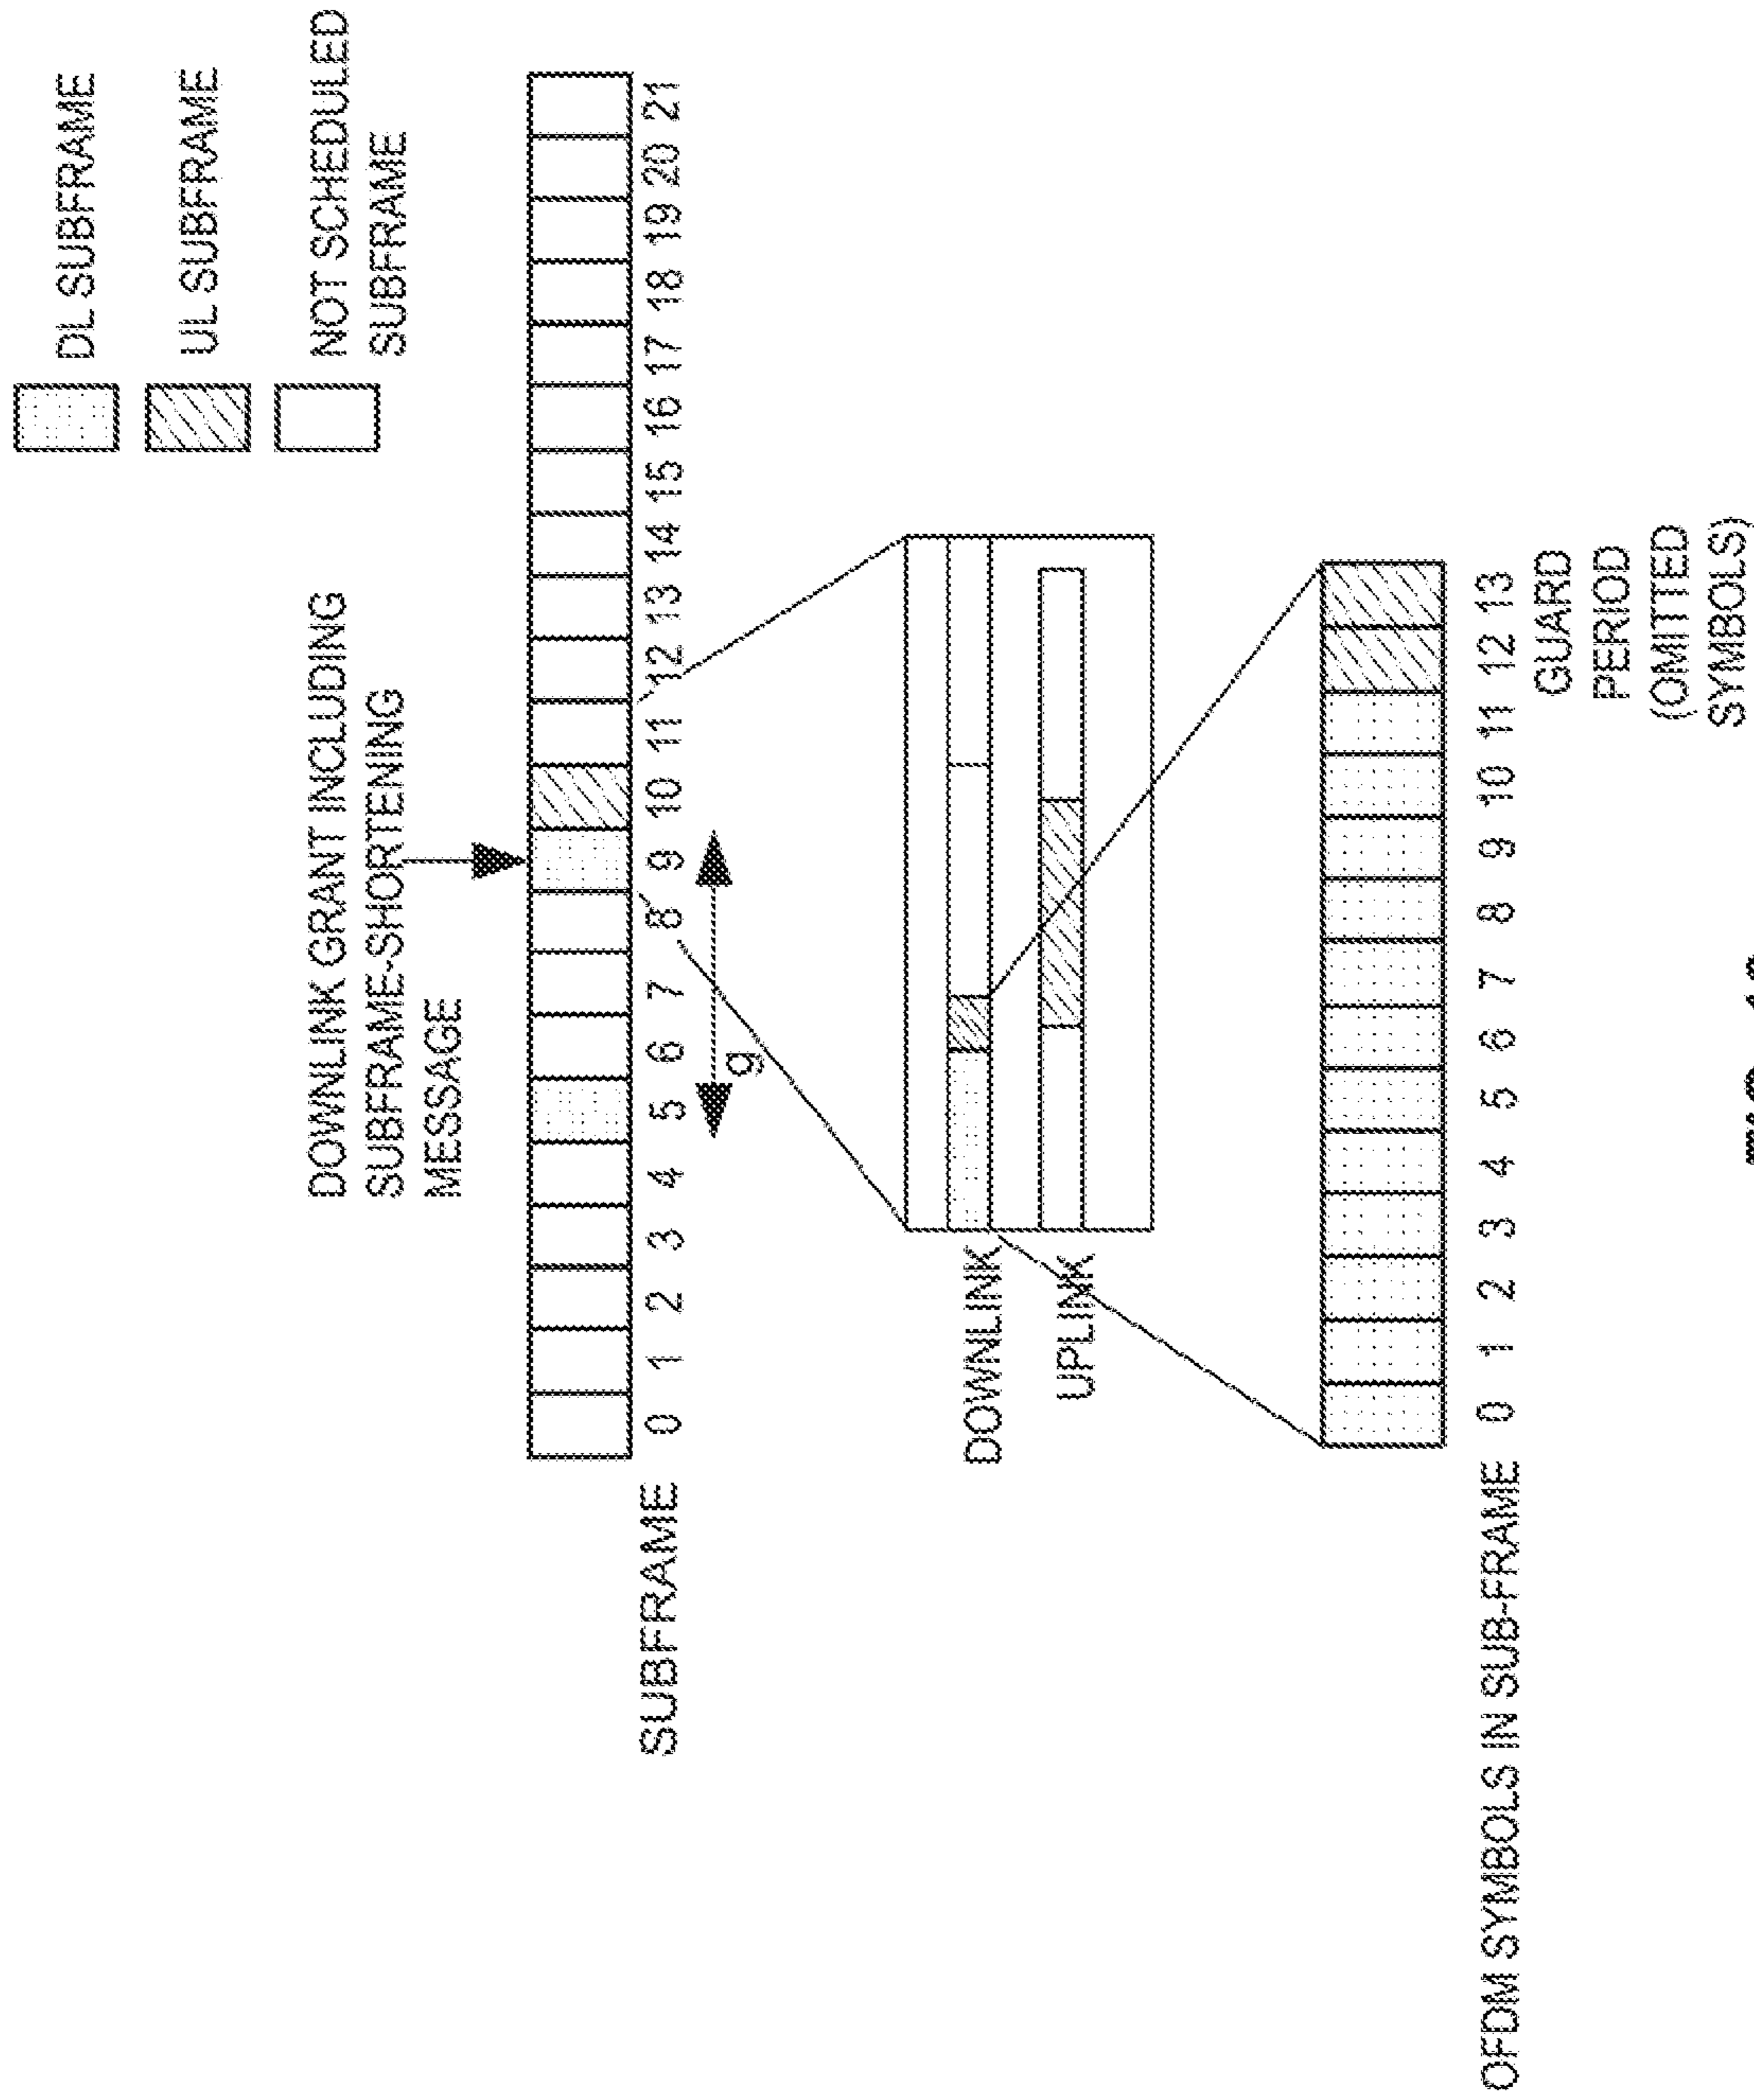 DL SUBFRAME
UL SUBFRAME
NOT SCHEDULED
SUBFRAME
DOWNLINK GRANT INCLUDING
SUBFRAME-SHORTENING
MESSAGE
SUBFRAME 0 1 2 3 4 5 6 7 8 9 10 11 12 13 14 15 16 17 18 19 20 21
g
DOWNLINK
UPLINK
OFDM SYMBOLS IN SUB-FRAME 0 1 2 3 4 5 6 7 8 9 10 11 12 13
GUARD
PERIOD
(OMITTED
SYMBOLS)